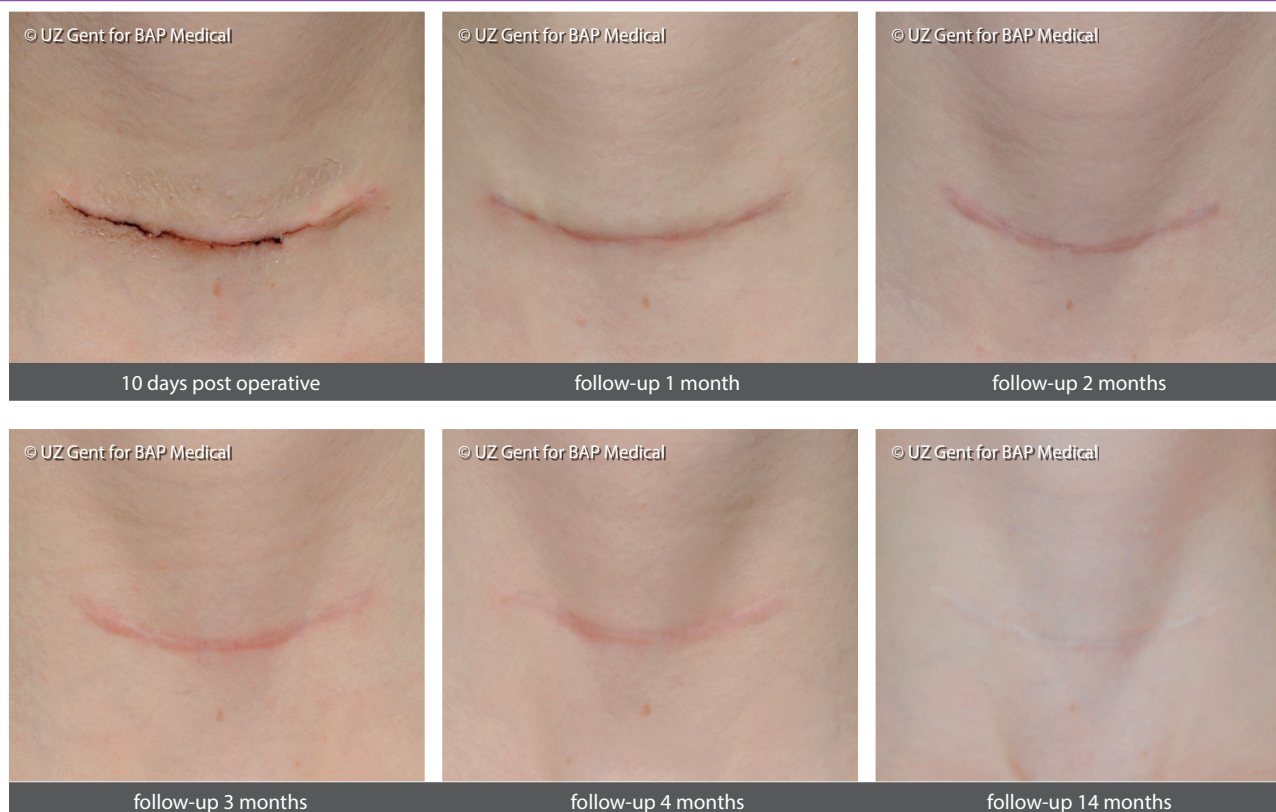 © UZ Gent for BAP Medical
© UZ Gent for BAP Medical
© UZ Gent for BAP Medical
10 days post operative
follow-up 1 month
follow-up 2 months
© UZ Gent for BAP Medical
© UZ Gent for BAP Medical
© UZ Gent for BAP Medical
follow-up 3 months
follow-up 4 months
follow-up 14 months